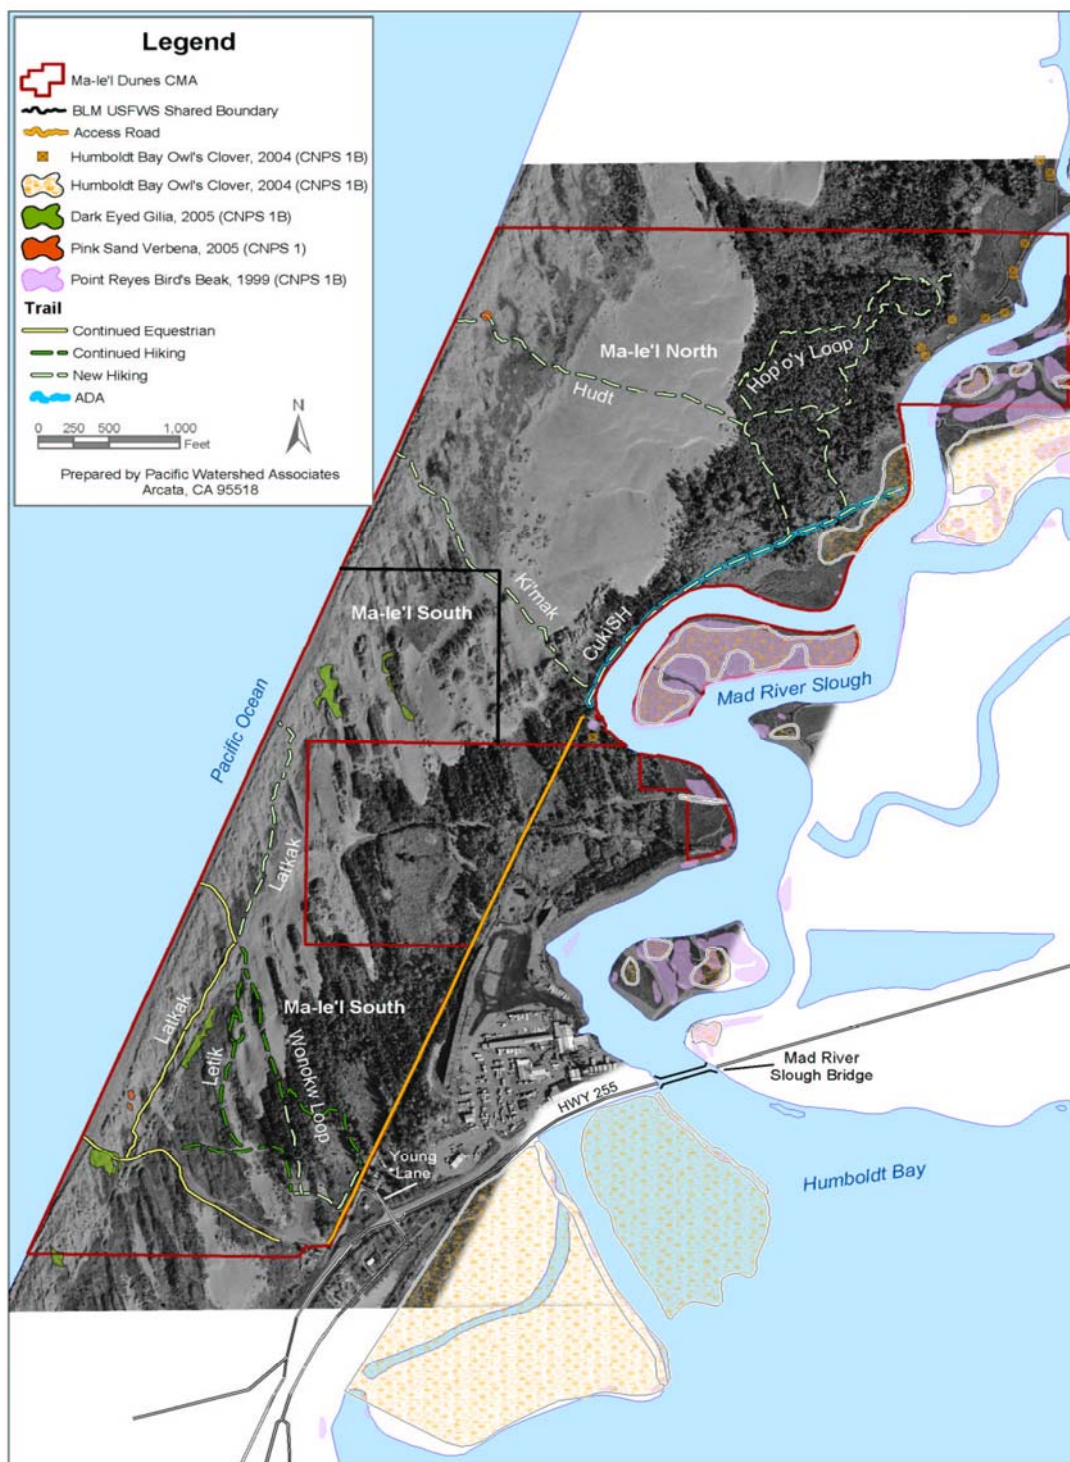 Legend
Ma-le'l Dunes CMA
BLM USFWS Shared Boundary
Access Road
Humboldt Bay Owl's Clover, 2004 (CNPS 1B)
Humboldt Bay Owl's Clover, 2004 (CNPS 1B)
Dark Eyed Gilia, 2005 (CNPS 1B)
Pink Sand Verbena, 2005 (CNPS 1)
Point Reyes Bird's Beak, 1999 (CNPS 1B)
Trail
Continued Equestrian
Continued Hiking
New Hiking
ADA
N
0 250 500 1,000
Feet
Prepared by Pacific Watershed Associates
Arcata, CA 95518
Ma-le'l North
Hop'o'y Loop
Hudt
Ki'mak
CukiSH
Ma-le'l South
Mad River Slough
Pacific Ocean
Latkak
Ma-le'l South
Latkak
Letik
Wonokw Loop
Mad River
Slough Bridge
HWY 255
Young
Lane
Humboldt Bay